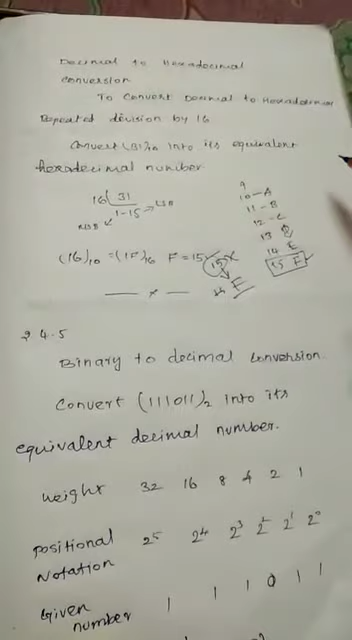 Decimal to Hexadecimal
conversion
To Convert Decimal to Hexadecimal
Repeated division by 16
Convert (31)10 into its equivalent
hexadecimal number.
16 | 31
1-15 → LSB
MSB
9
10-A
11-B
12-C
13 D
14 E
15 F
(16)10 = (1F)16 F = 15 15 x
F
— x —
2 4.5
Binary to decimal conversion.
Convert (111011)2 into its
equivalent decimal number.
Weight 32 16 8 4 2 1
positional 2^5 2^4 2^3 2^2 2^1 2^0
Notation
Given 1 1 1 0 1 1
number